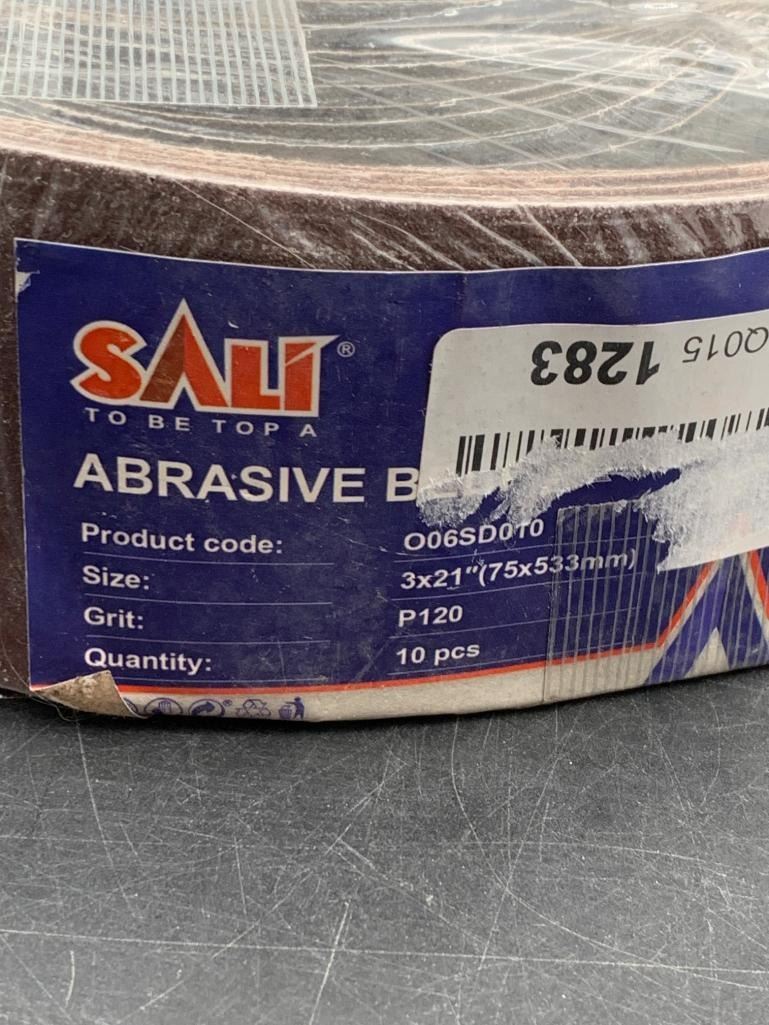 SALI®
TO BE TOP A
Q015 1283
ABRASIVE
Product code: O06SD010
Size: 3x21"(75x533mm)
Grit: P120
Quantity: 10 pcs